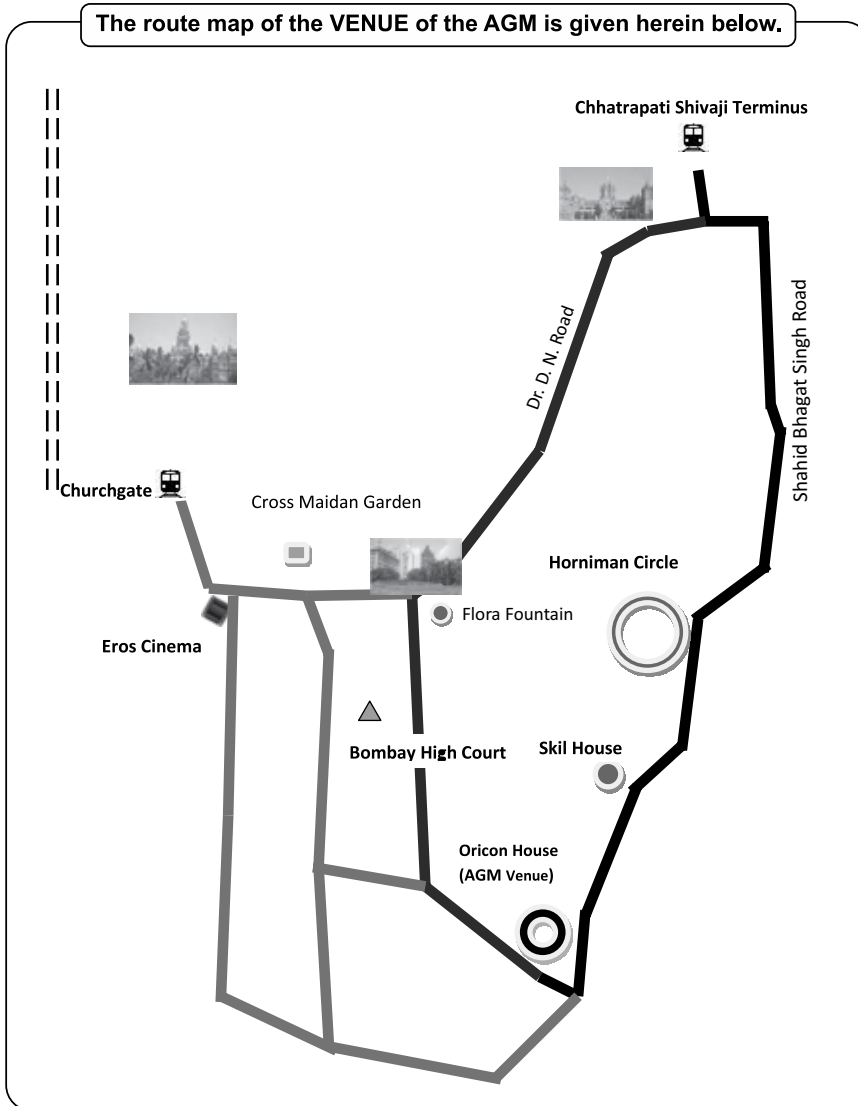 The route map of the VENUE of the AGM is given herein below.
Chhatrapati Shivaji Terminus
Dr. D. N. Road
Shahid Bhagat Singh Road
Churchgate
Cross Maidan Garden
Horniman Circle
Flora Fountain
Eros Cinema
Bombay High Court
Skil House
Oricon House
(AGM Venue)